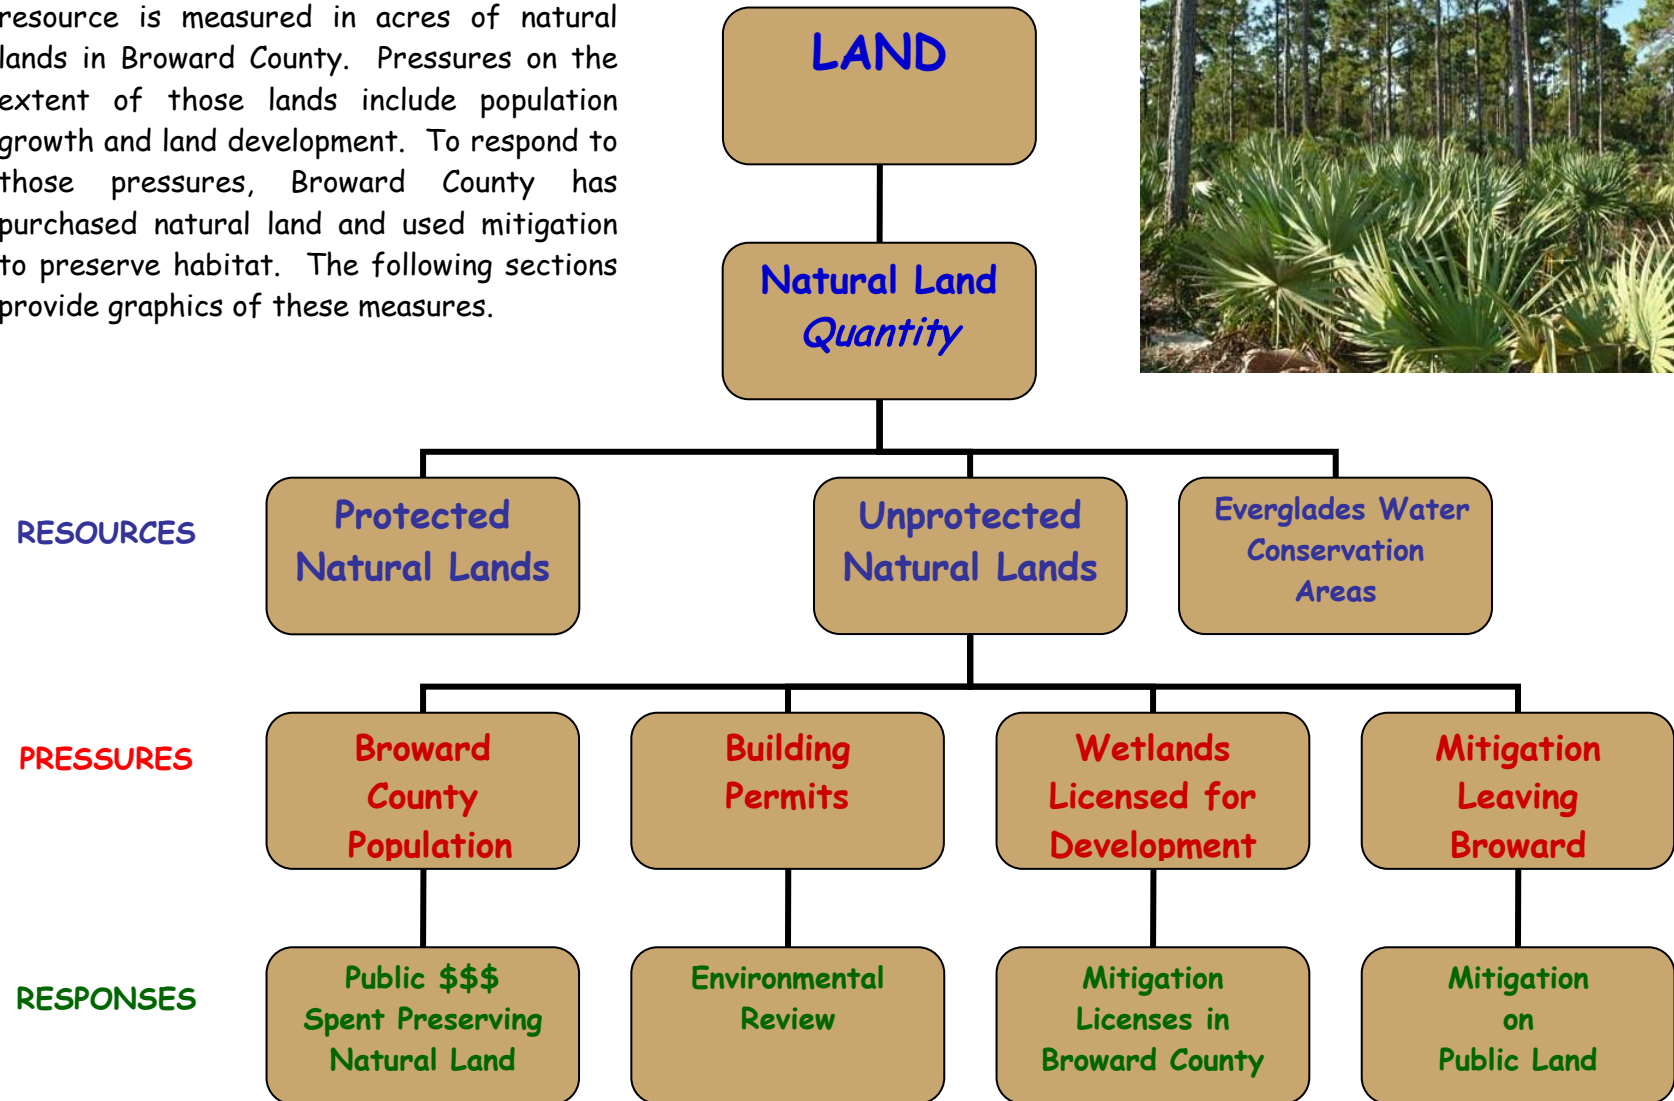 resource is measured in acres of natural
lands in Broward County. Pressures on the
extent of those lands include population
growth and land development. To respond to
those pressures, Broward County has
purchased natural land and used mitigation
to preserve habitat. The following sections
provide graphics of these measures.
LAND
Natural Land
Quantity
RESOURCES
Protected
Natural Lands
Unprotected
Natural Lands
Everglades Water
Conservation
Areas
PRESSURES
Broward
County
Population
Building
Permits
Wetlands
Licensed for
Development
Mitigation
Leaving
Broward
RESPONSES
Public $$$
Spent Preserving
Natural Land
Environmental
Review
Mitigation
Licenses in
Broward County
Mitigation
on
Public Land